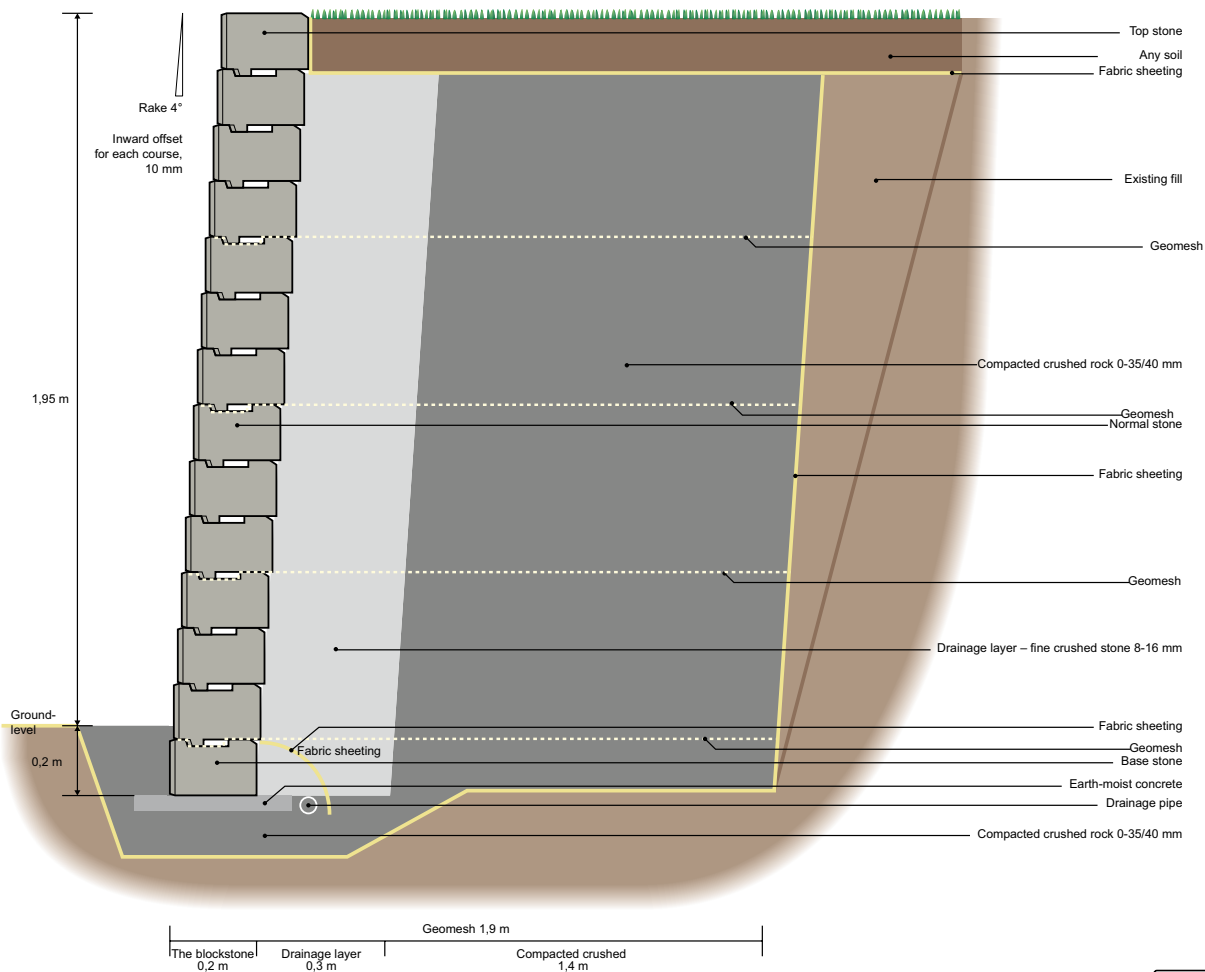 Top stone
Any soil
Fabric sheeting
Rake 4°
Inward offset
for each course,
10 mm
Existing fill
Geomesh
Compacted crushed rock 0-35/40 mm
1,95 m
Geomesh
Normal stone
Fabric sheeting
Geomesh
Drainage layer – fine crushed stone 8-16 mm
Ground-
level
Fabric sheeting
Fabric sheeting
Geomesh
0,2 m
Base stone
Earth-moist concrete
Drainage pipe
Compacted crushed rock 0-35/40 mm
Geomesh 1,9 m
The blockstone
0,2 m
Drainage layer
0,3 m
Compacted crushed
1,4 m